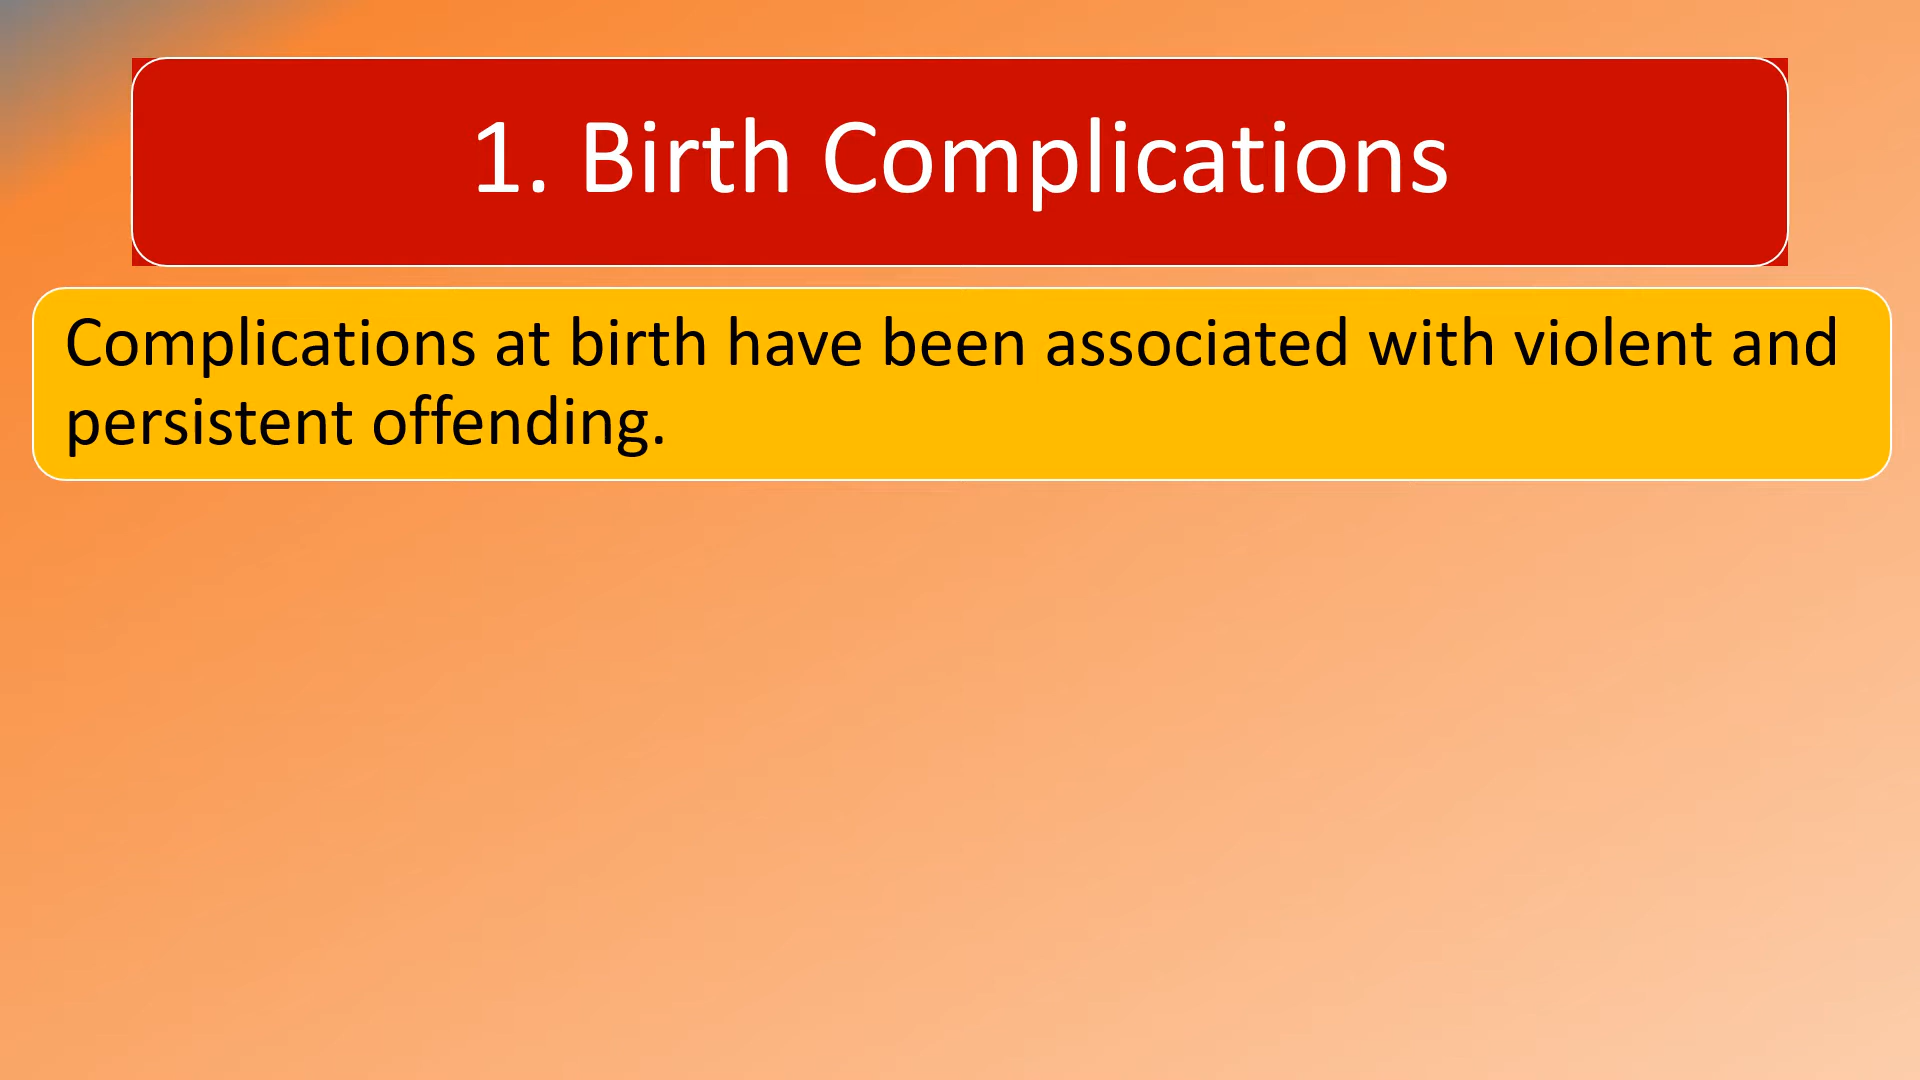 1. Birth Complications
Complications at birth have been associated with violent and
persistent offending.